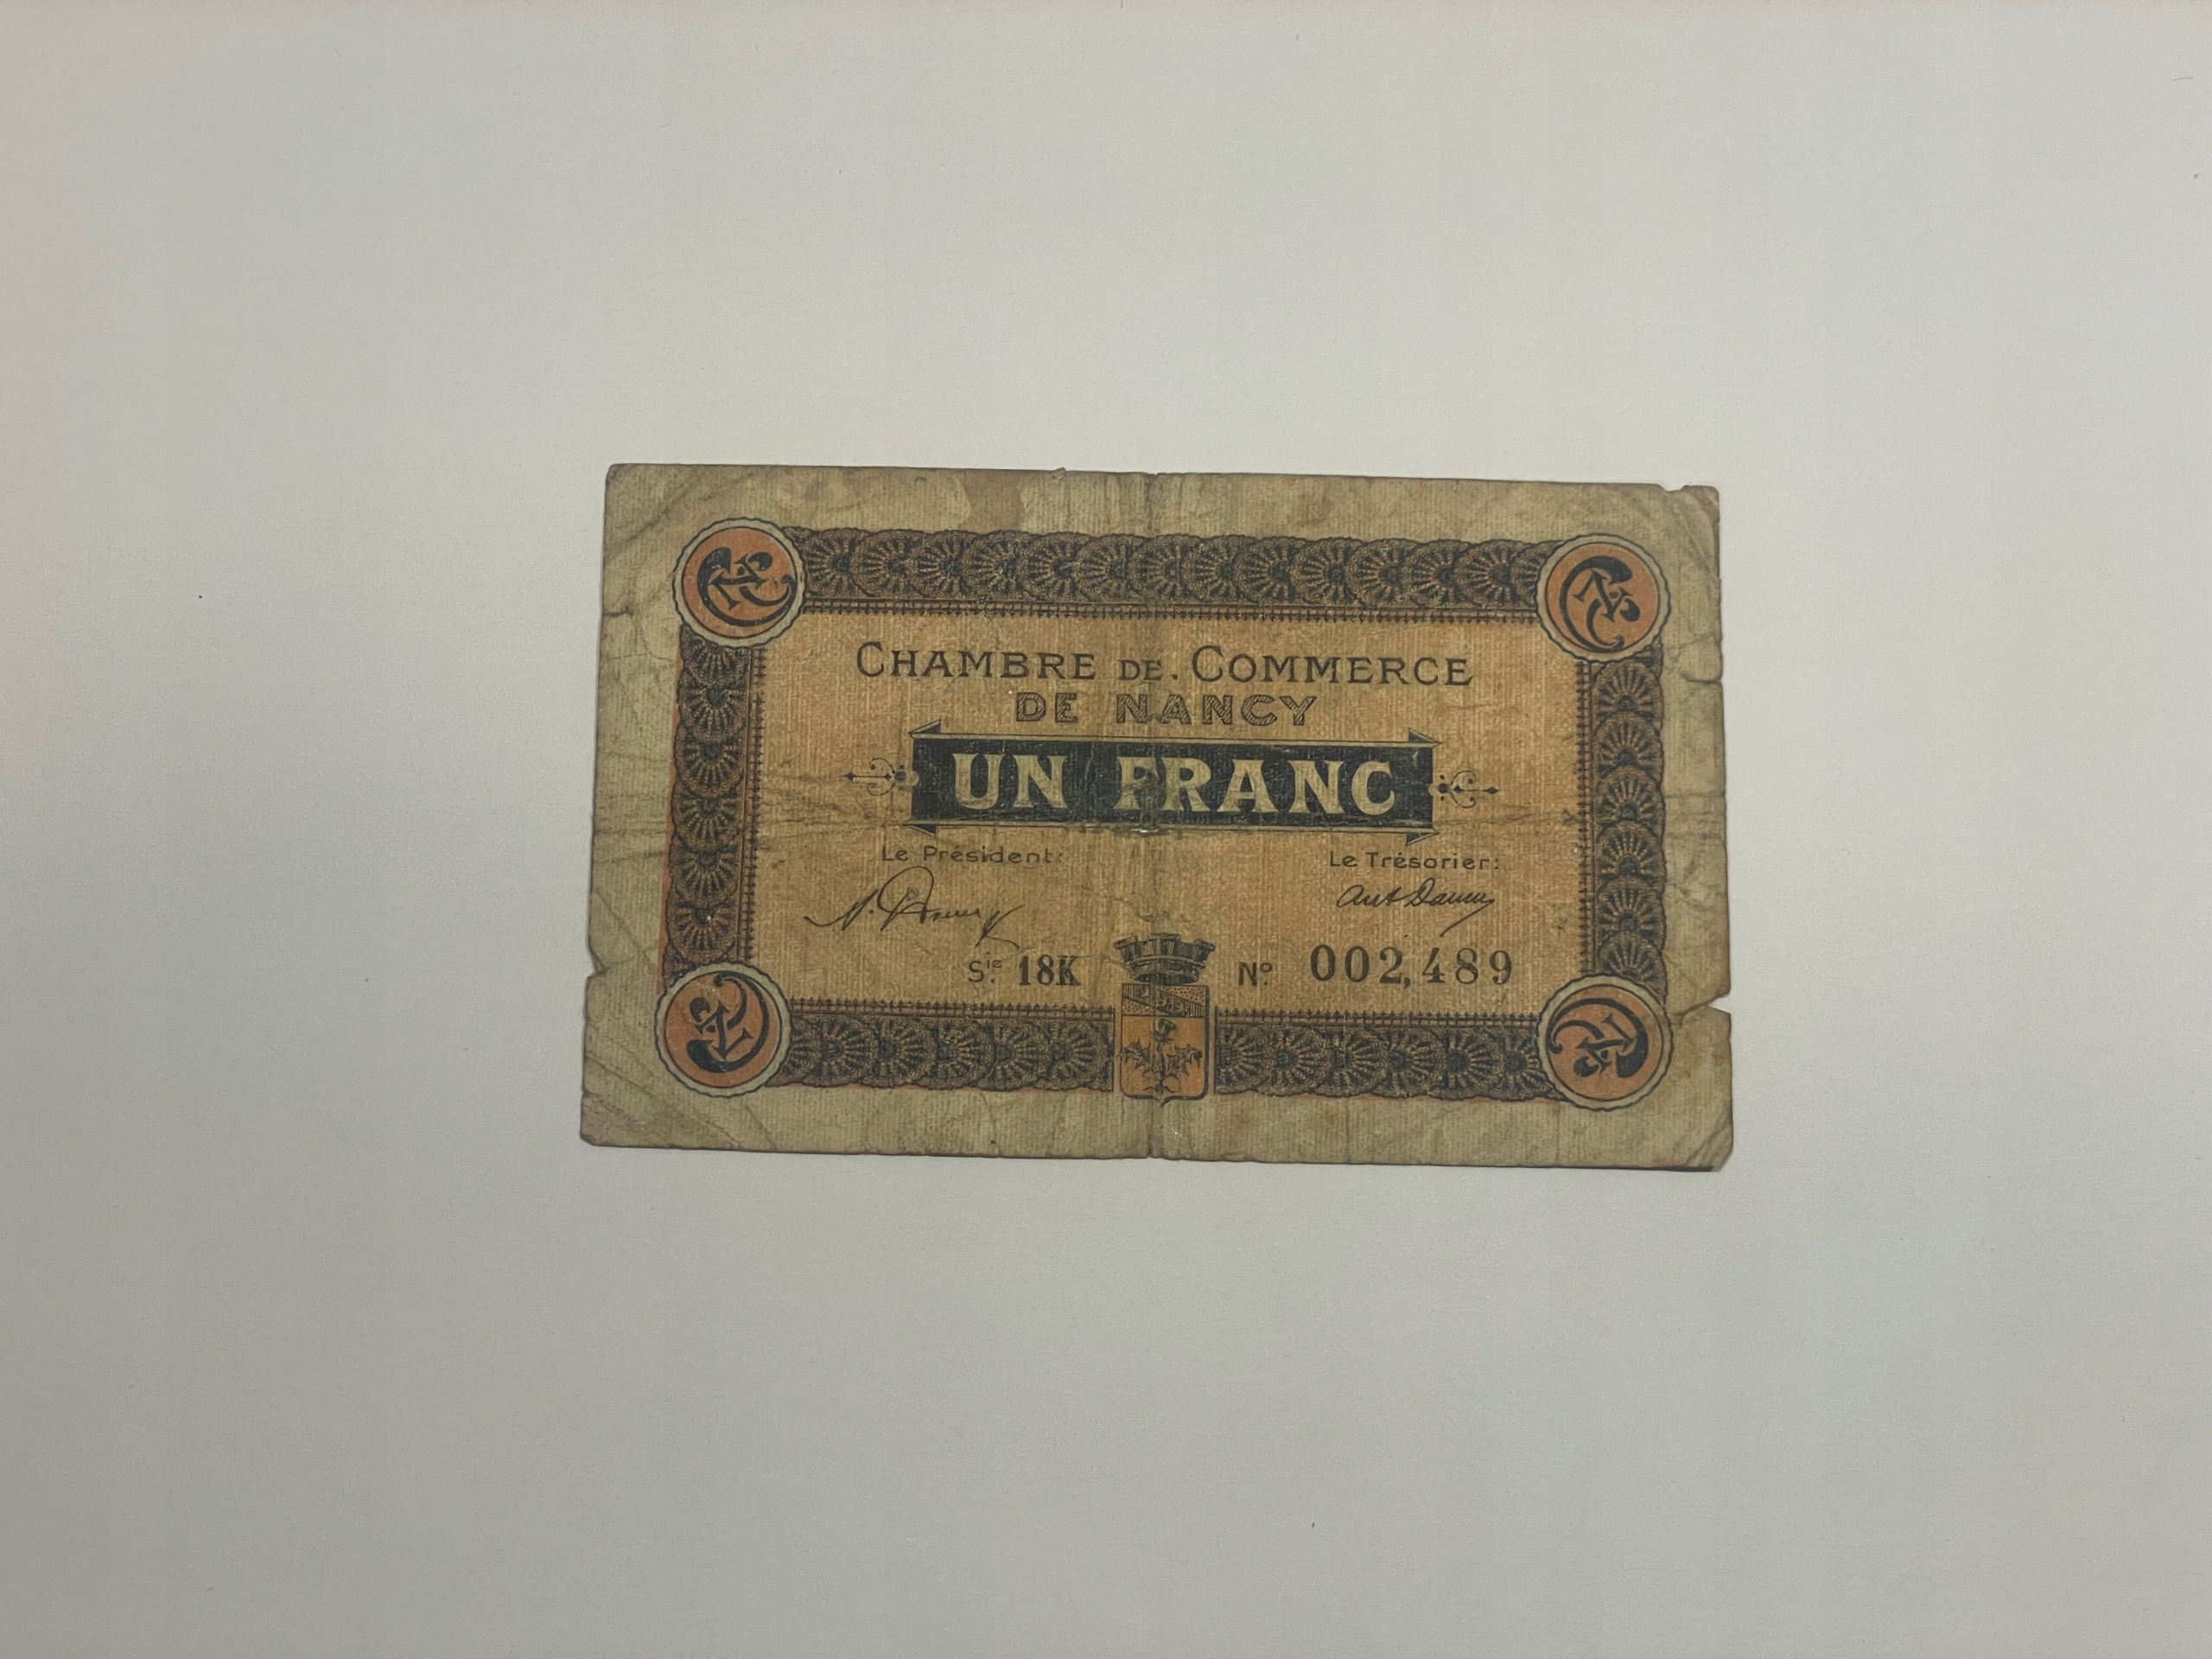 CHAMBRE DE. COMMERCE
DE NANCY
UN FRANC
Le Président:
Le Trésorier:
Sie 18K
No 002,489